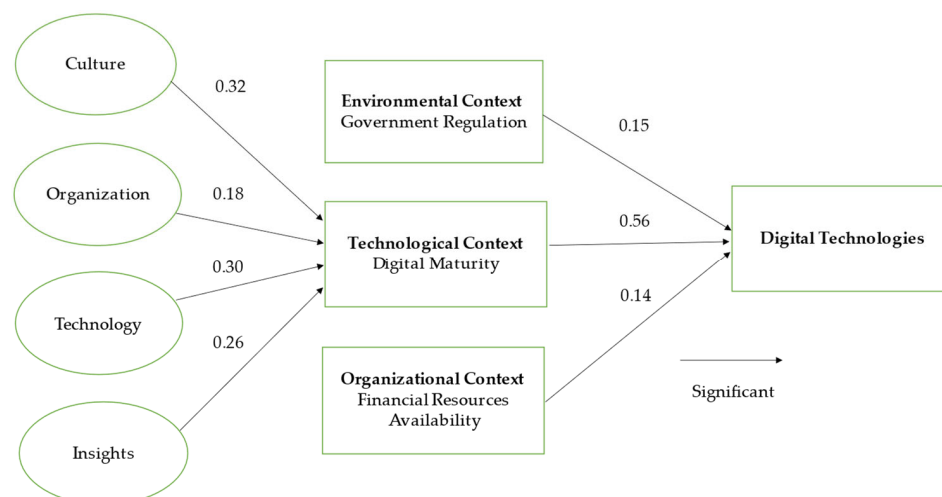 Culture
0.32
Organization
0.18
Technology
0.30
Insights
0.26
Environmental Context
Government Regulation
0.15
Technological Context
Digital Maturity
0.56
Organizational Context
Financial Resources
Availability
0.14
Digital Technologies
Significant